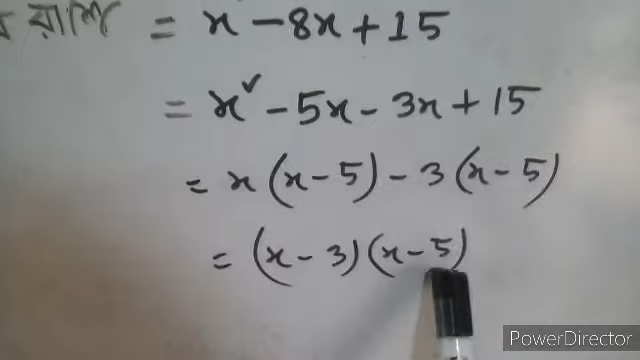 রাশি = x - 8x + 15
= x² - 5x - 3x + 15
= x(x-5) - 3(x-5)
= (x-3)(x-5)
PowerDirector